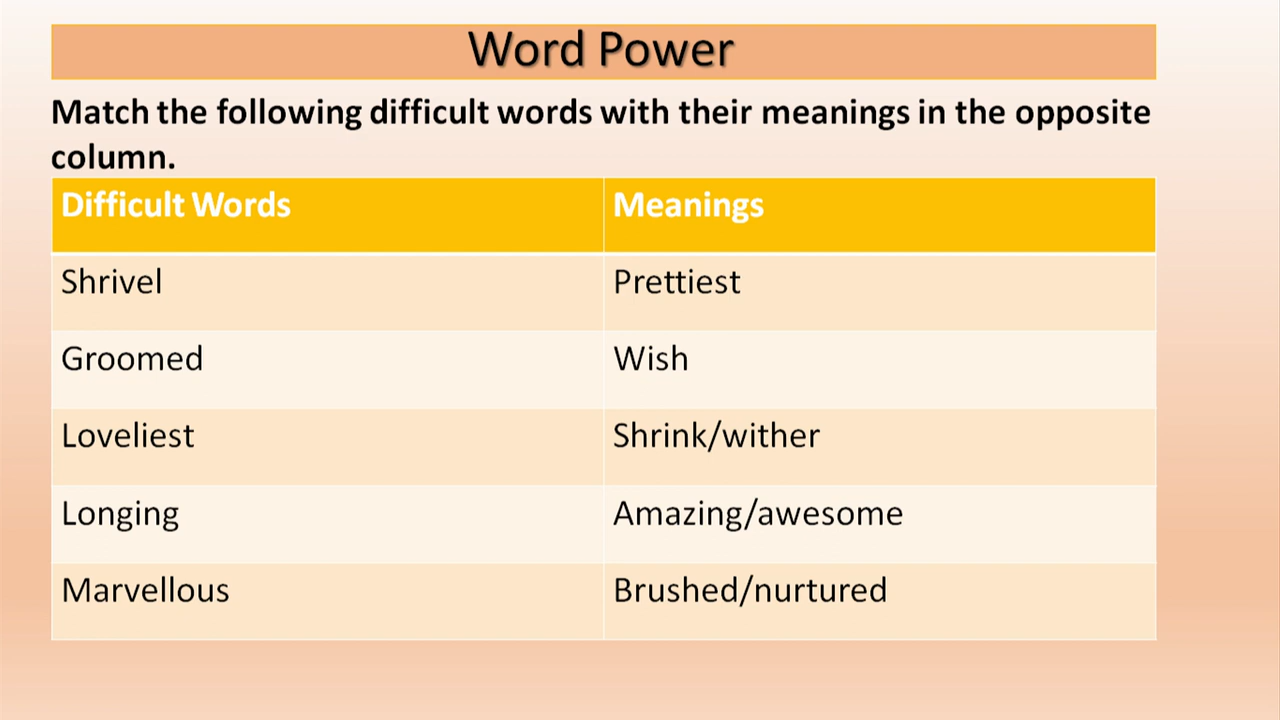 Word Power
Match the following difficult words with their meanings in the opposite
column.
Difficult Words Meanings
Shrivel Prettiest
Groomed Wish
Loveliest Shrink/wither
Longing Amazing/awesome
Marvellous Brushed/nurtured